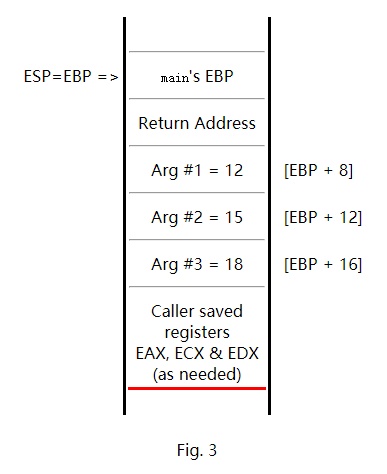 ESP=EBP => main's EBP
Return Address
Arg #1 = 12 [EBP + 8]
Arg #2 = 15 [EBP + 12]
Arg #3 = 18 [EBP + 16]
Caller saved
registers
EAX, ECX & EDX
(as needed)
Fig. 3